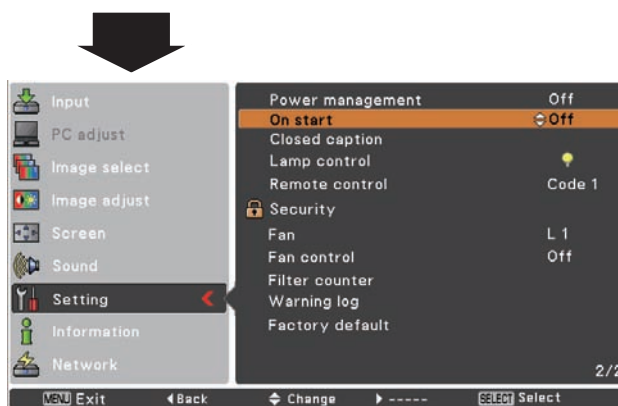 Input
PC adjust
Image select
Image adjust
Screen
Sound
Setting
Information
Network
Power management Off
On start Off
Closed caption
Lamp control
Remote control Code 1
Security
Fan L 1
Fan control Off
Filter counter
Warning log
Factory default
2/2
MENU Exit Back Change ----- SELECT Select